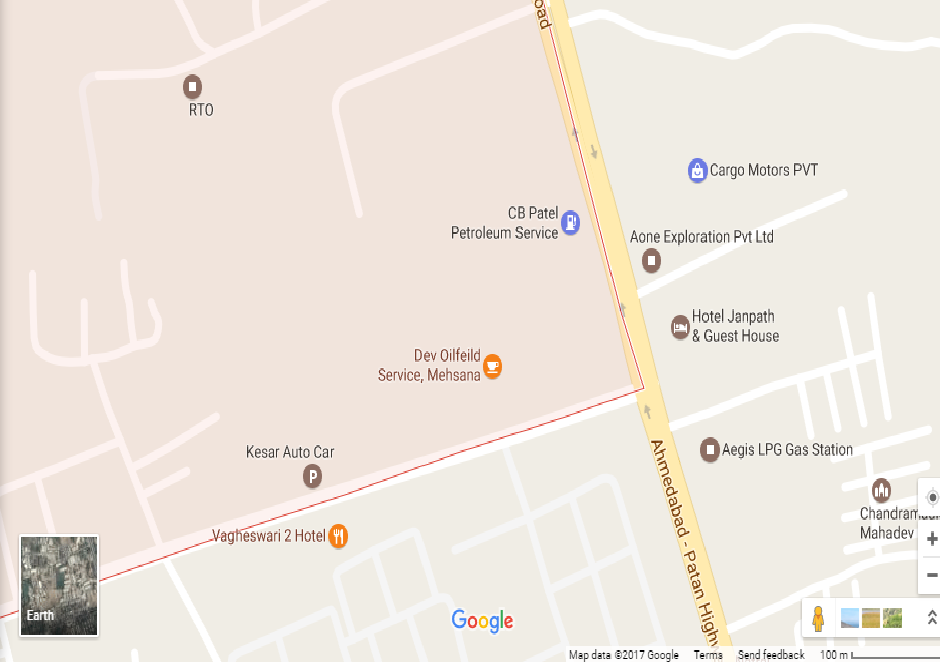 oad
RTO
Cargo Motors PVT
CB Patel
Petroleum Service
Aone Exploration Pvt Ltd
Hotel Janpath
& Guest House
Dev Oilfeild
Service, Mehsana
Kesar Auto Car
P
Aegis LPG Gas Station
Ahmedabad - Patan Highw
Vagheswari 2 Hotel
Mahadev
Earth
Google
Map data ©2017 Google Terms Send feedback 100 m